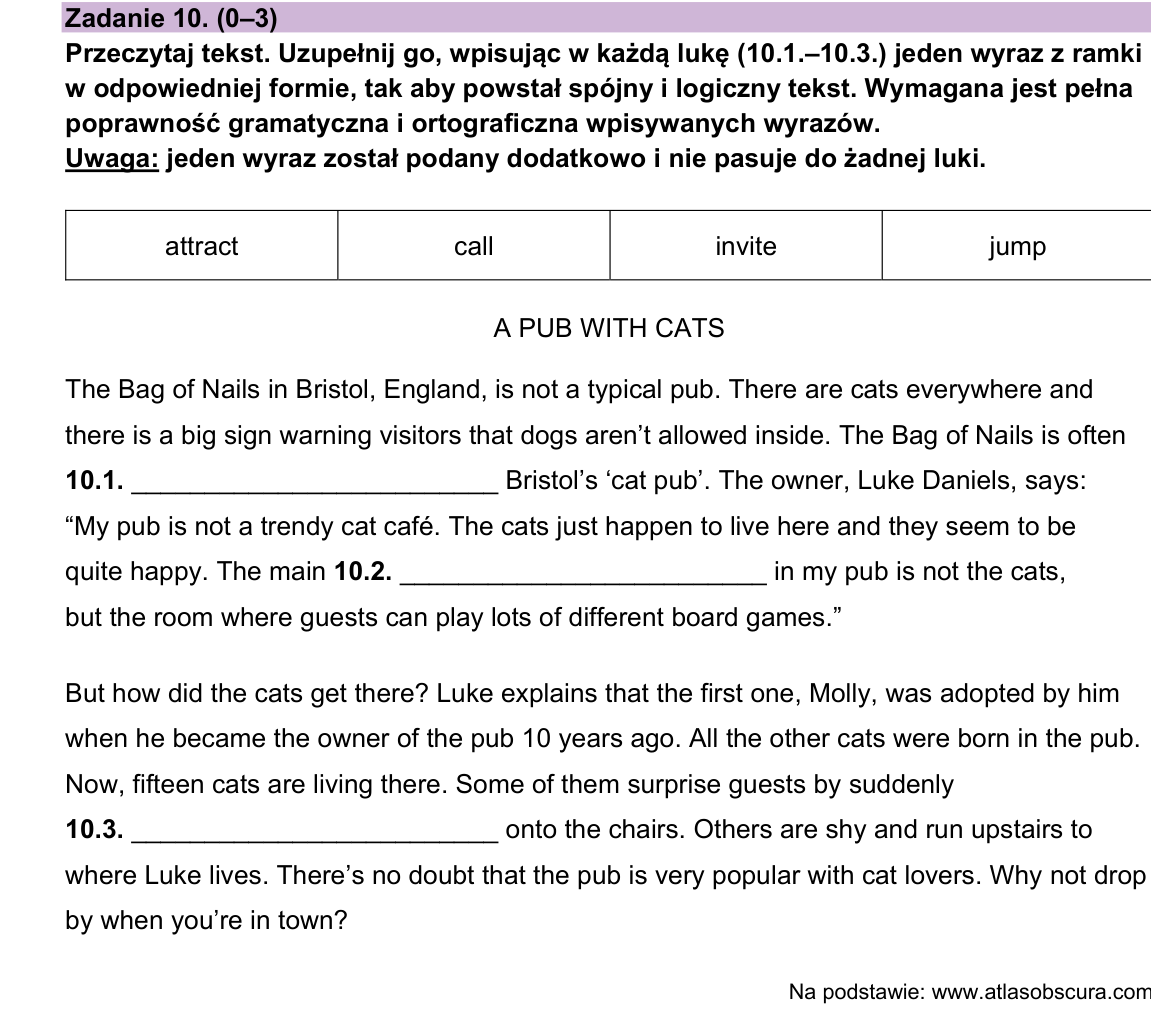 Zadanie 10. (0–3)
Przeczytaj tekst. Uzupełnij go, wpisując w każdą lukę (10.1.–10.3.) jeden wyraz z ramki
w odpowiedniej formie, tak aby powstał spójny i logiczny tekst. Wymagana jest pełna
poprawność gramatyczna i ortograficzna wpisywanych wyrazów.
Uwaga: jeden wyraz został podany dodatkowo i nie pasuje do żadnej luki.
attract call invite jump
A PUB WITH CATS
The Bag of Nails in Bristol, England, is not a typical pub. There are cats everywhere and
there is a big sign warning visitors that dogs aren’t allowed inside. The Bag of Nails is often
10.1. __________________________ Bristol’s ‘cat pub’. The owner, Luke Daniels, says:
“My pub is not a trendy cat café. The cats just happen to live here and they seem to be
quite happy. The main 10.2. __________________________ in my pub is not the cats,
but the room where guests can play lots of different board games.”
But how did the cats get there? Luke explains that the first one, Molly, was adopted by him
when he became the owner of the pub 10 years ago. All the other cats were born in the pub.
Now, fifteen cats are living there. Some of them surprise guests by suddenly
10.3. __________________________ onto the chairs. Others are shy and run upstairs to
where Luke lives. There’s no doubt that the pub is very popular with cat lovers. Why not drop
by when you’re in town?
Na podstawie: www.atlasobscura.com